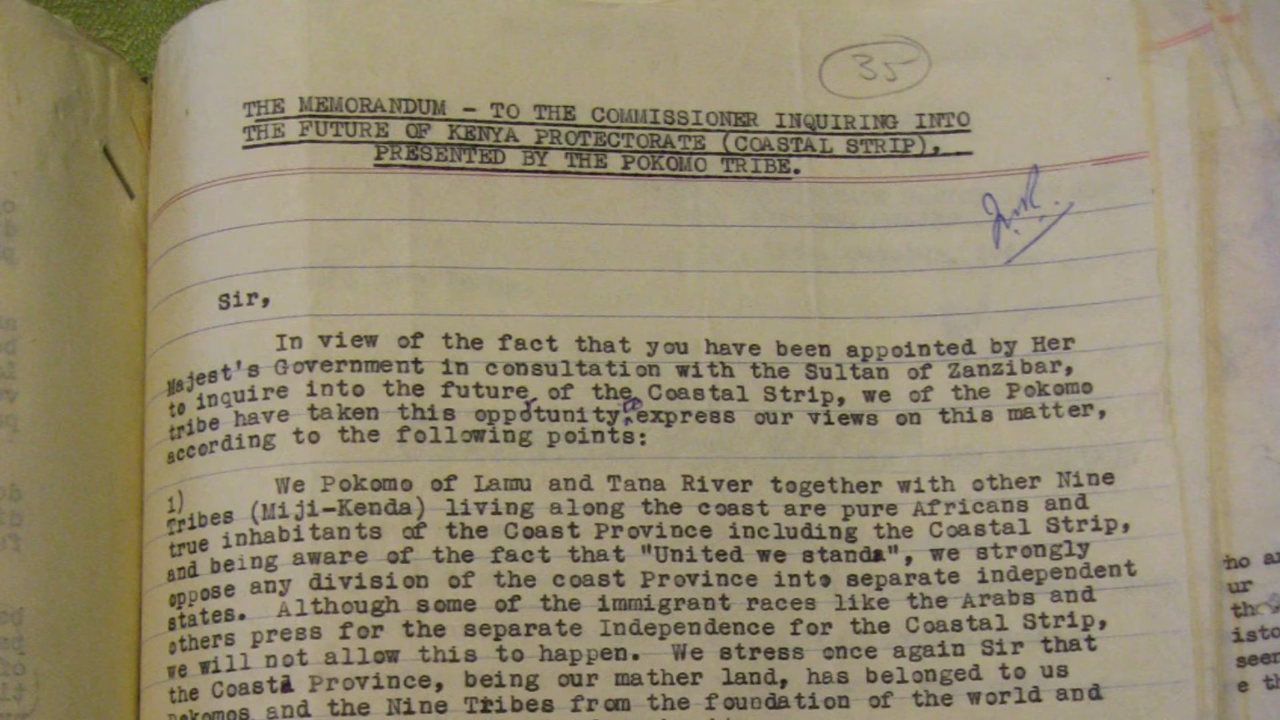 35
THE MEMORANDUM - TO THE COMMISSIONER INQUIRING INTO
THE FUTURE OF KENYA PROTECTORATE (COASTAL STRIP),
PRESENTED BY THE POKOMO TRIBE.
Sir,
In view of the fact that you have been appointed by Her
Majest's Government in consultation with the Sultan of Zanzibar,
to inquire into the future of the Coastal Strip, we of the Pokomo
tribe have taken this oppotunity to express our views on this matter,
according to the following points:
1) We Pokomo of Lamu and Tana River together with other Nine
Tribes (Miji-Kenda) living along the coast are pure Africans and
true inhabitants of the Coast Province including the Coastal Strip,
and being aware of the fact that "United we standa", we strongly
oppose any division of the coast Province into separate independent
states. Although some of the immigrant races like the Arabs and
others press for the separate Independence for the Coastal Strip,
we will not allow this to happen. We stress once again Sir that
the Coastl Province, being our mather land, has belonged to us
Pokomos and the Nine Tribes from the foundation of the world and
ur
seen